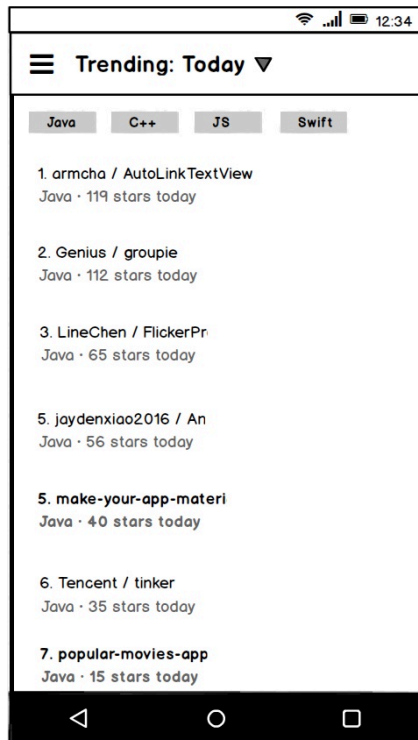 12:34
Trending: Today
Java C++ JS Swift
1. armcha / AutoLinkTextView
Java · 119 stars today
2. Genius / groupie
Java · 112 stars today
3. LineChen / FlickerPr
Java · 65 stars today
5. jaydenxiao2016 / An
Java · 56 stars today
5. make-your-app-materi
Java · 40 stars today
6. Tencent / tinker
Java · 35 stars today
7. popular-movies-app
Java · 15 stars today